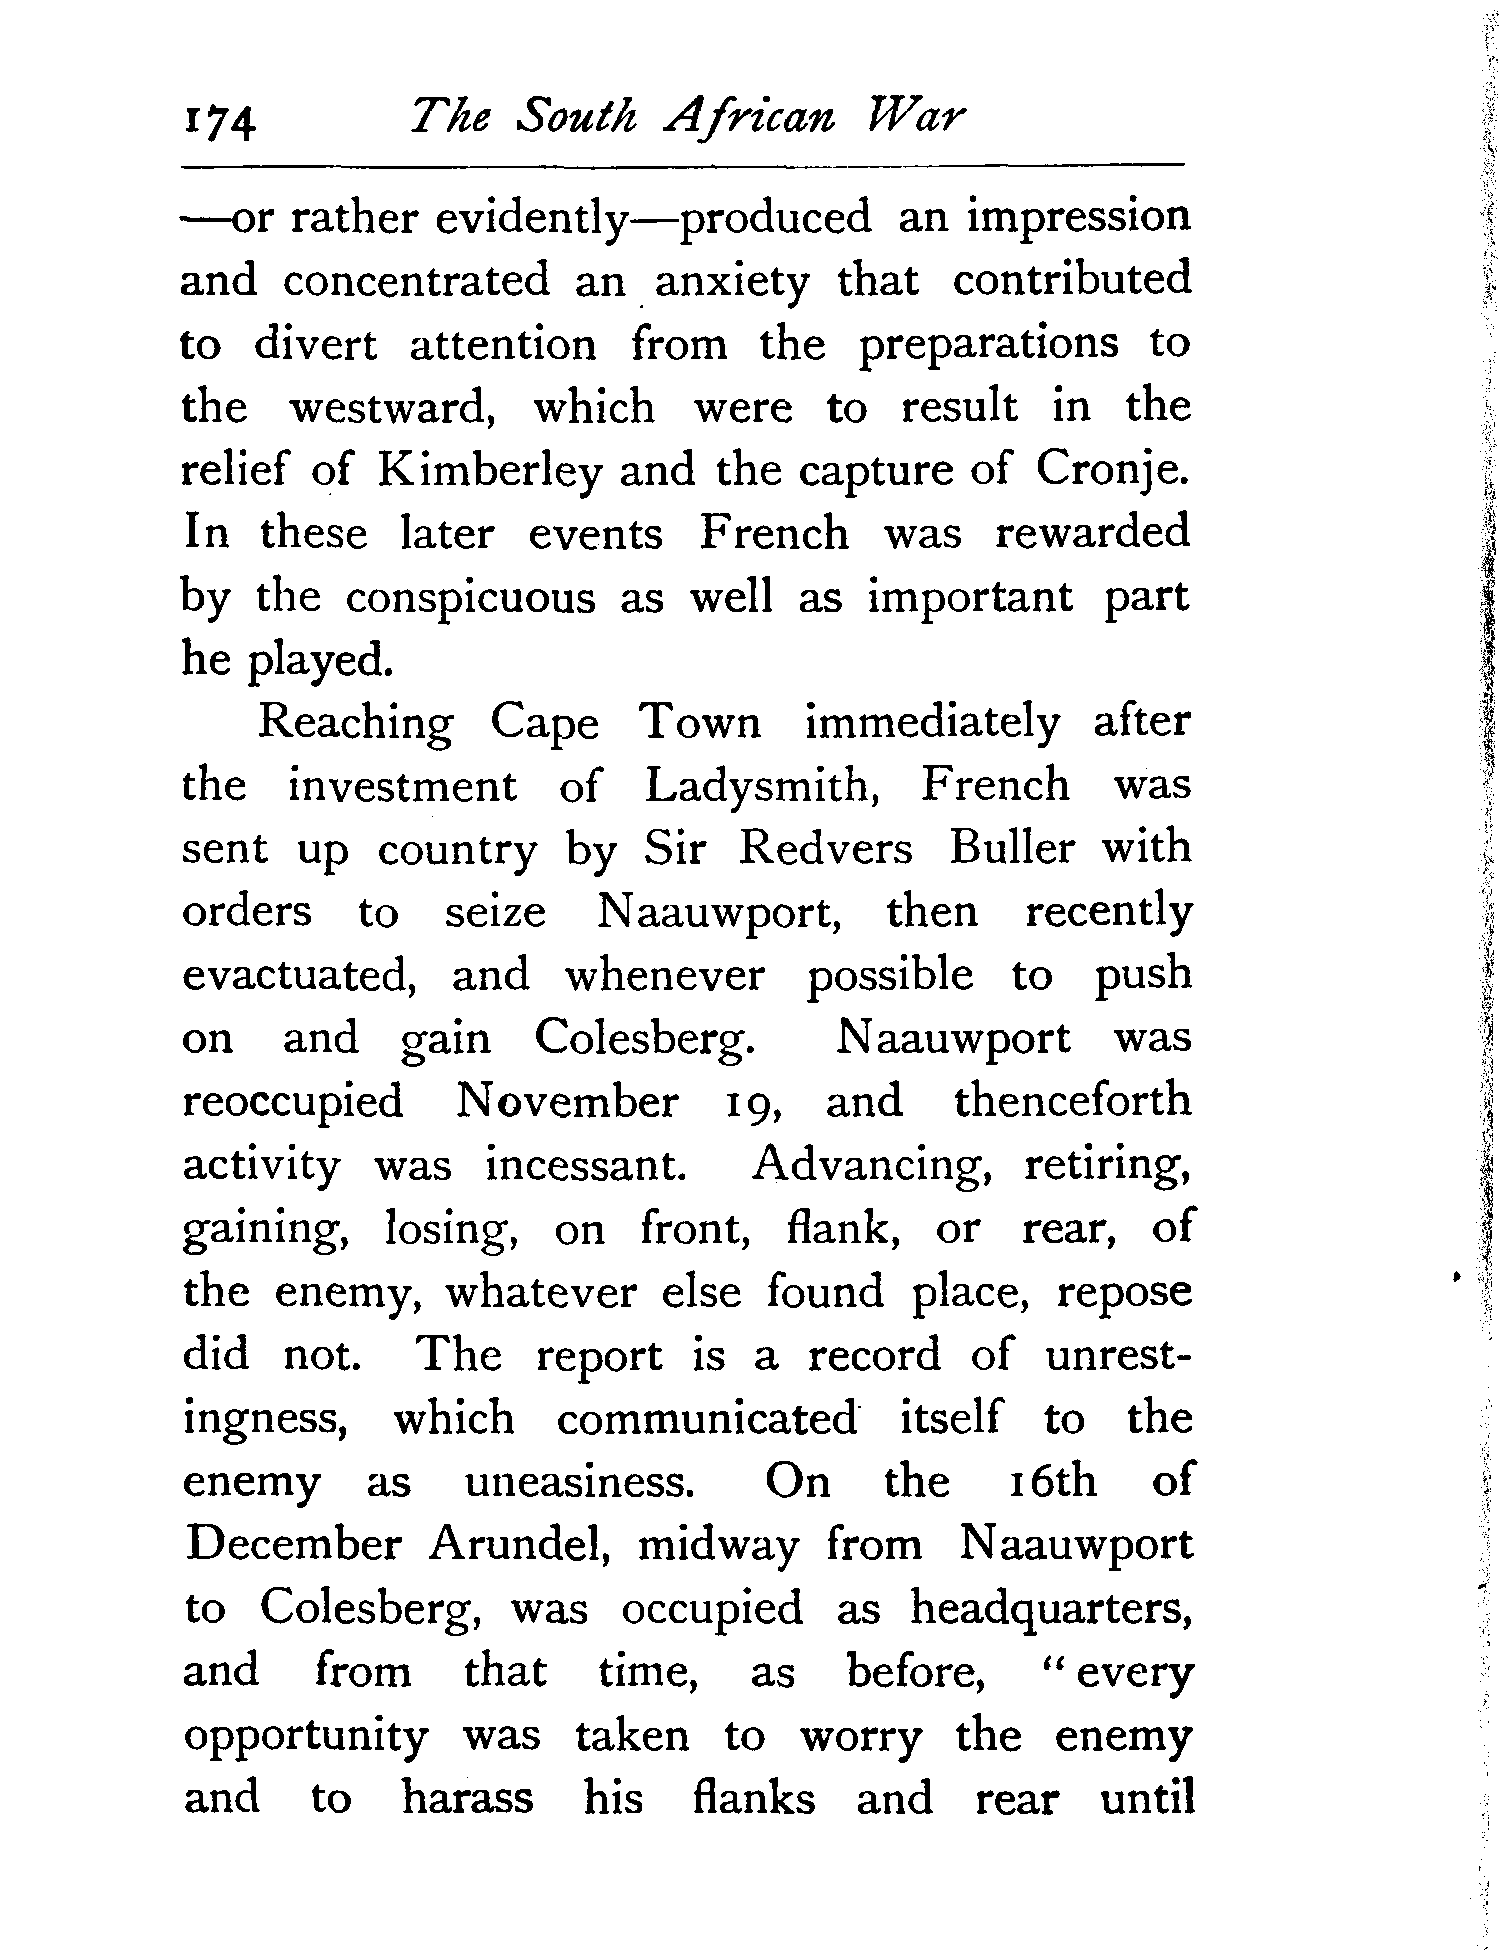 174 The South African War
—or rather evidently—produced an impression
and concentrated an anxiety that contributed
to divert attention from the preparations to
the westward, which were to result in the
relief of Kimberley and the capture of Cronje.
In these later events French was rewarded
by the conspicuous as well as important part
he played.
Reaching Cape Town immediately after
the investment of Ladysmith, French was
sent up country by Sir Redvers Buller with
orders to seize Naauwport, then recently
evactuated, and whenever possible to push
on and gain Colesberg. Naauwport was
reoccupied November 19, and thenceforth
activity was incessant. Advancing, retiring,
gaining, losing, on front, flank, or rear, of
the enemy, whatever else found place, repose
did not. The report is a record of unrest-
ingness, which communicated itself to the
enemy as uneasiness. On the 16th of
December Arundel, midway from Naauwport
to Colesberg, was occupied as headquarters,
and from that time, as before, “ every
opportunity was taken to worry the enemy
and to harass his flanks and rear until